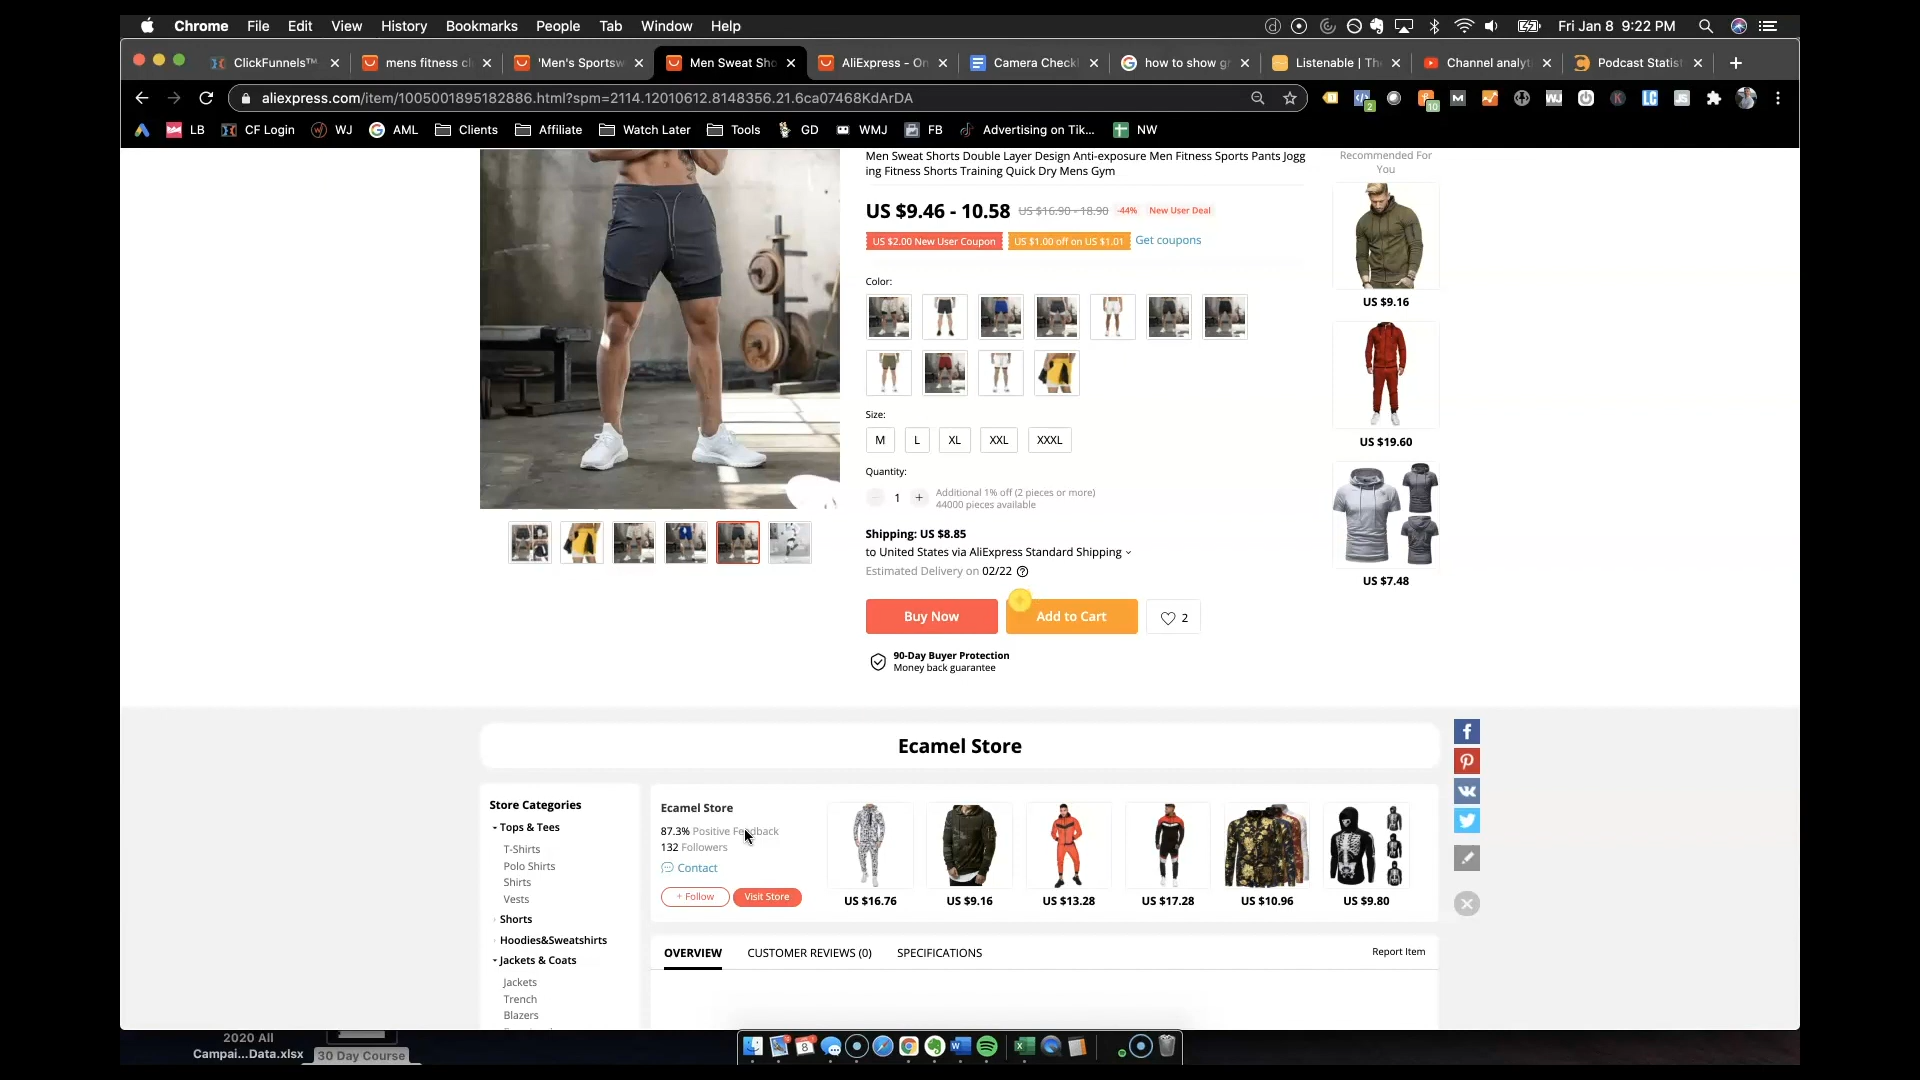 Chrome File Edit View History Bookmarks People Tab Window Help
Fri Jan 8 9:22 PM
ClickFunnels™
mens fitness cl
'Men's Sportsw
Men Sweat Sho
AliExpress - On
Camera Checkl
how to show gr
Listenable | The
Channel analyt
Podcast Statist
aliexpress.com/item/1005001895182886.html?spm=2114.12010612.8148356.21.6ca07468KdArDA
2
10
LB CF Login WJ AML Clients Affiliate Watch Later Tools GD WMJ FB Advertising on Tik... NW
Men Sweat Shorts Double Layer Design Anti-exposure Men Fitness Sports Pants Jogg
ing Fitness Shorts Training Quick Dry Mens Gym
US $9.46 - 10.58 US $16.90 - 18.90 -44% New User Deal
US $2.00 New User Coupon US $1.00 off on US $1.01 Get coupons
Color:
Size:
M L XL XXL XXXL
Quantity:
1
Additional 1% off (2 pieces or more)
44000 pieces available
Shipping: US $8.85
to United States via AliExpress Standard Shipping
Estimated Delivery on 02/22
Buy Now Add to Cart 2
90-Day Buyer Protection
Money back guarantee
Recommended For
You
US $9.16
US $19.60
US $7.48
Ecamel Store
Store Categories
Tops & Tees
T-Shirts
Polo Shirts
Shirts
Vests
Shorts
Hoodies&Sweatshirts
Jackets & Coats
Jackets
Trench
Blazers
Ecamel Store
87.3% Positive Feedback
132 Followers
Contact
+ Follow Visit Store
US $16.76 US $9.16 US $13.28 US $17.28 US $10.96 US $9.80
OVERVIEW CUSTOMER REVIEWS (0) SPECIFICATIONS Report Item
2020 All
Campai...Data.xlsx
30 Day Course
8